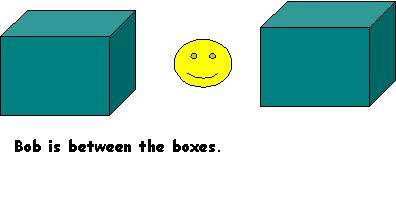 Bob is between the boxes.